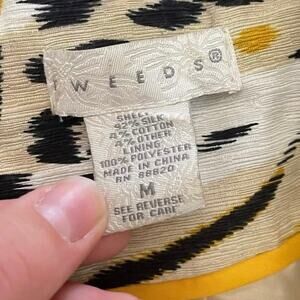 TWEEDS®
SHELL
92% SILK
4% COTTON
4% OTHER
LINING
100% POLYESTER
MADE IN CHINA
RN 88820
M
SEE REVERSE
FOR CARE